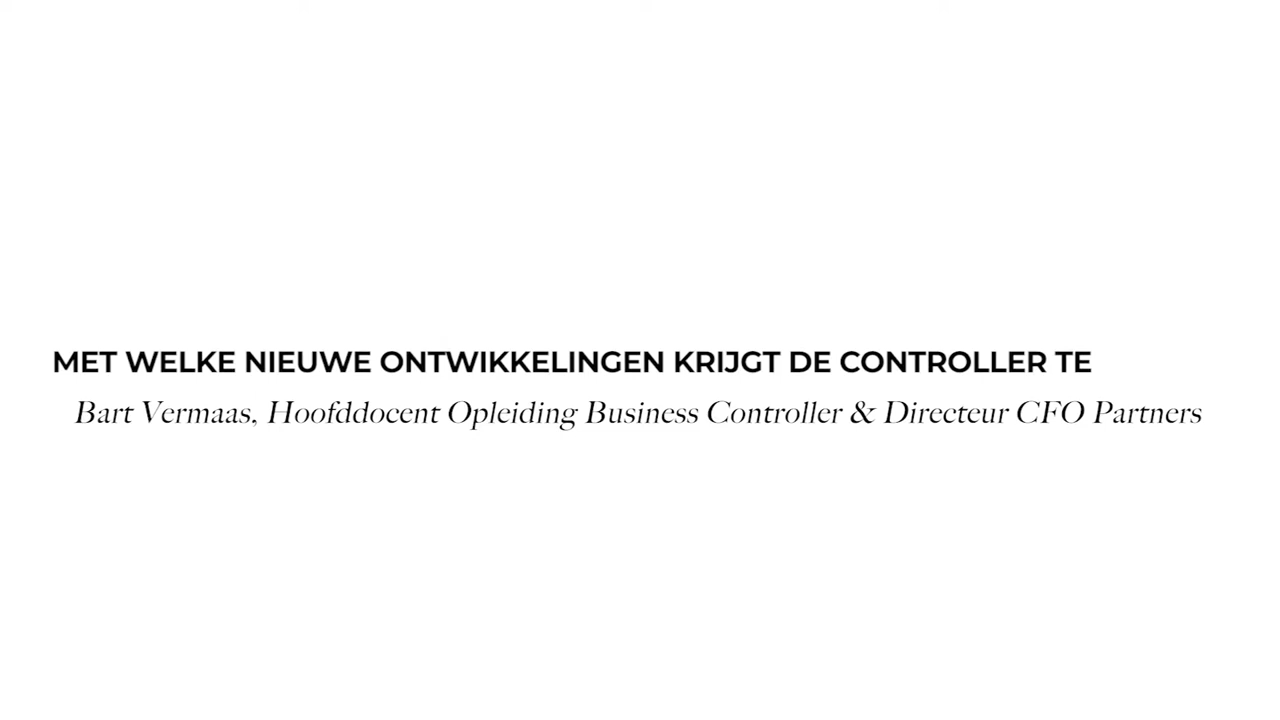 MET WELKE NIEUWE ONTWIKKELINGEN KRIJGT DE CONTROLLER TE
Bart Vermaas, Hoofddocent Opleiding Business Controller & Directeur CFO Partners